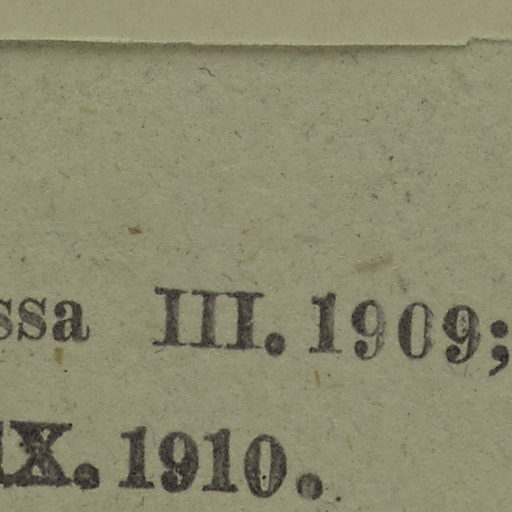 ssa III. 1909;
IX. 1910.